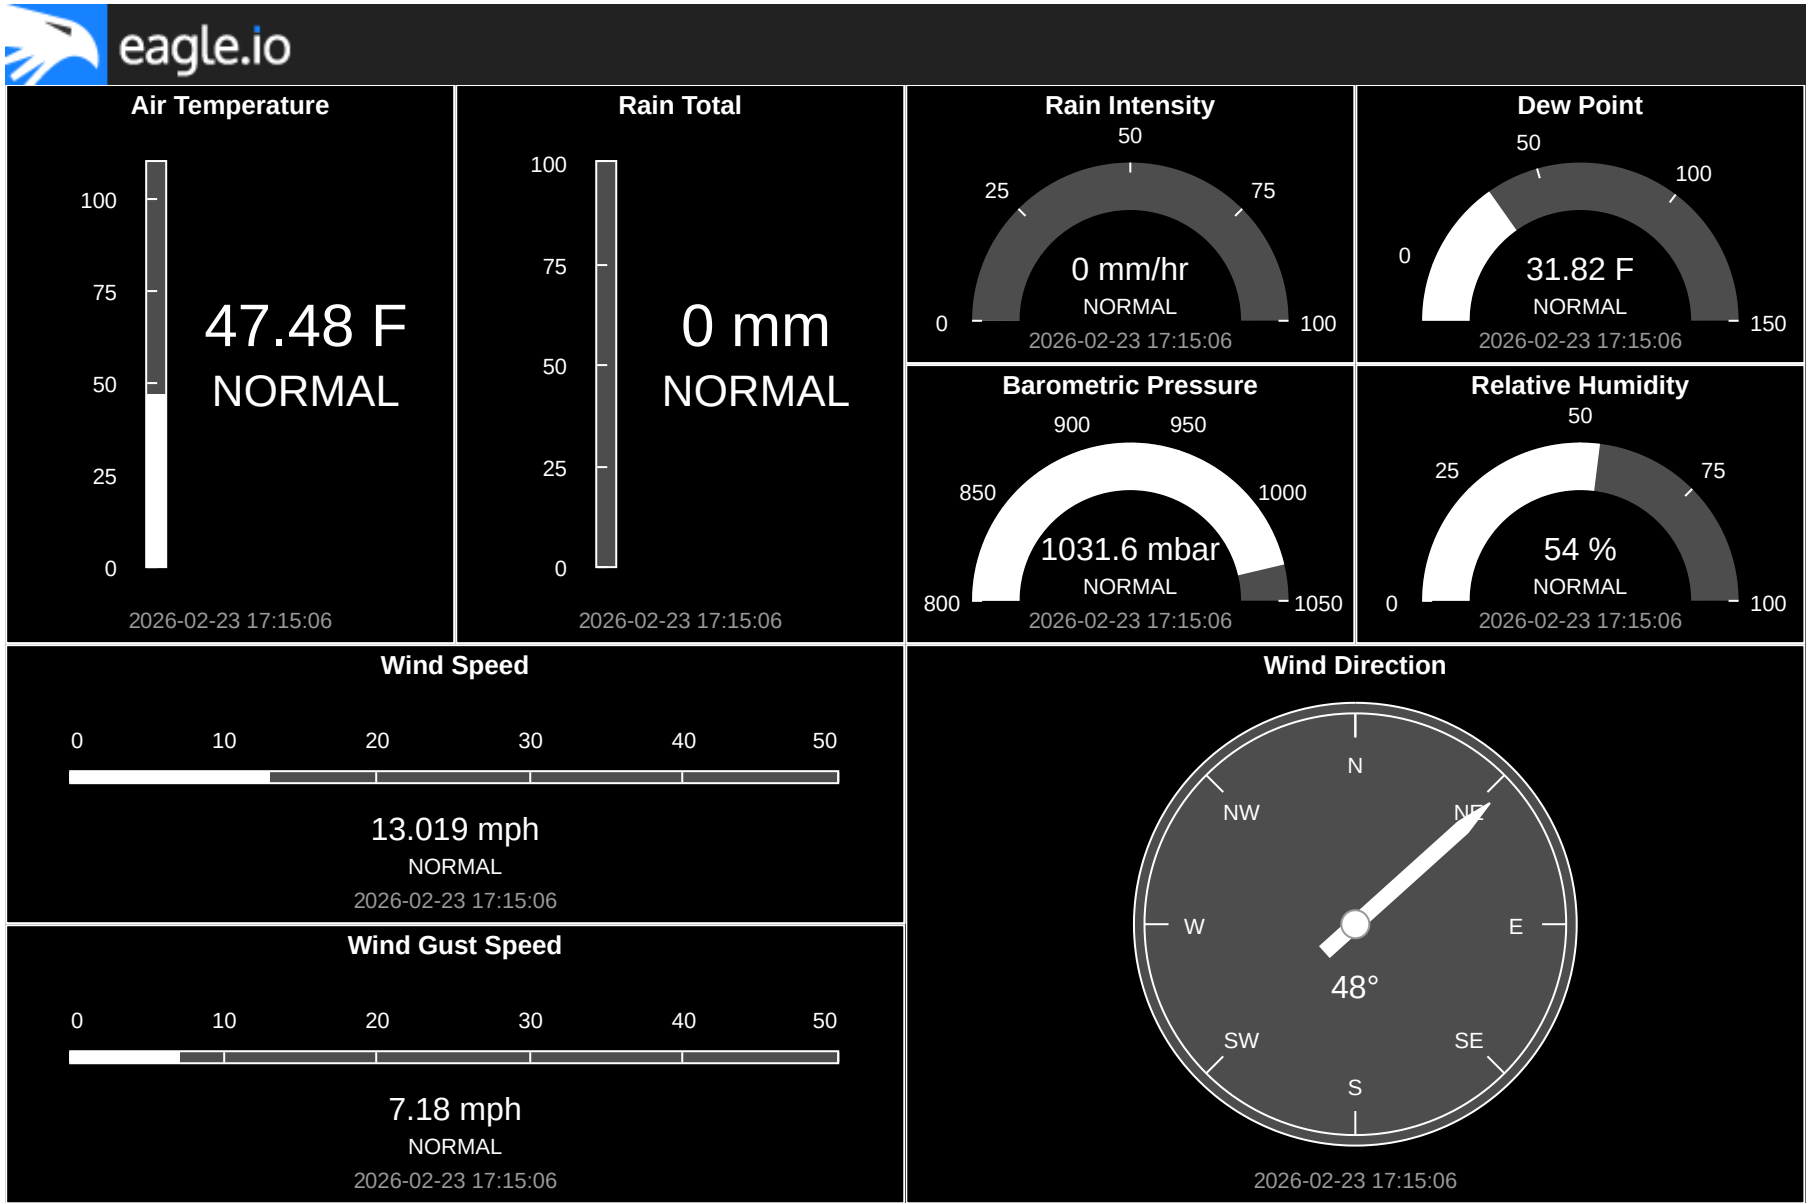 eagle.io
Air Temperature
100
75
50
25
0
47.48 F
NORMAL
2026-02-23 17:15:06
Rain Total
100
75
50
25
0
0 mm
NORMAL
2026-02-23 17:15:06
Rain Intensity
0
25
50
75
100
0 mm/hr
NORMAL
2026-02-23 17:15:06
Dew Point
0
50
100
150
31.82 F
NORMAL
2026-02-23 17:15:06
Barometric Pressure
800
850
900
950
1000
1050
1031.6 mbar
NORMAL
2026-02-23 17:15:06
Relative Humidity
0
25
50
75
100
54 %
NORMAL
2026-02-23 17:15:06
Wind Speed
0 10 20 30 40 50
13.019 mph
NORMAL
2026-02-23 17:15:06
Wind Gust Speed
0 10 20 30 40 50
7.18 mph
NORMAL
2026-02-23 17:15:06
Wind Direction
N
NW NE
W E
48°
SW SE
S
2026-02-23 17:15:06